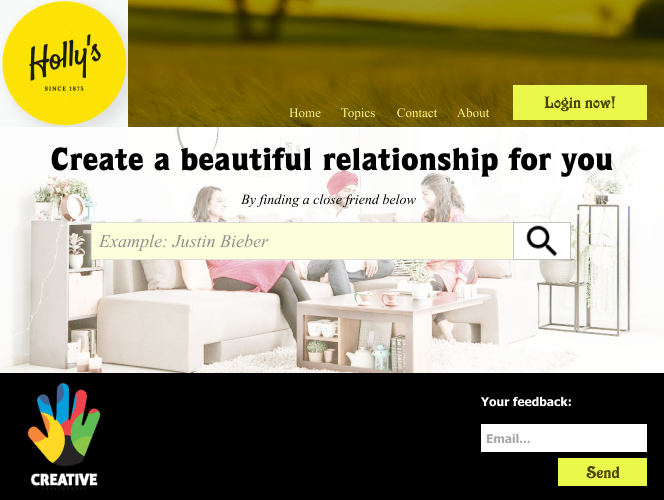 Holly's
SINCE 1875
Home Topics Contact About
Login now!
Create a beautiful relationship for you
By finding a close friend below
Example: Justin Bieber
Your feedback:
Email...
Send
CREATIVE